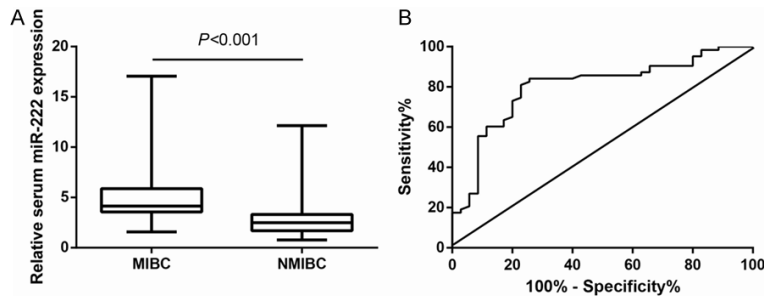 A
Relative serum miR-222 expression
20
15
10
5
0
P<0.001
MIBC
NMIBC
B
Sensitivity%
100
80
60
40
20
0
0
20
40
60
80
100
100% - Specificity%